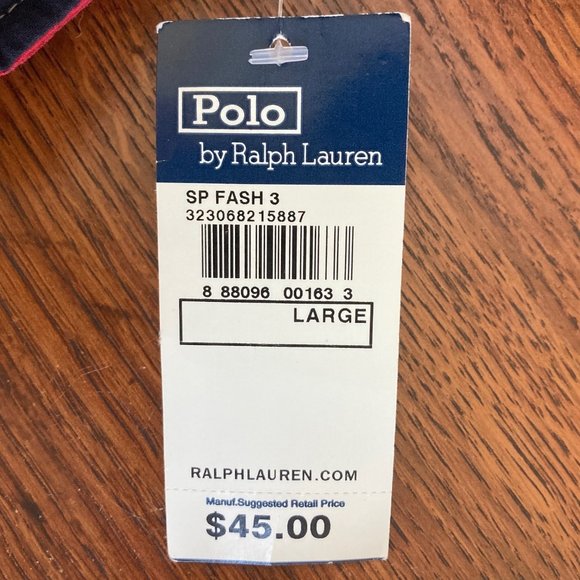 Polo
by Ralph Lauren
SP FASH 3
323068215887
8 88096 00163 3
LARGE
RALPHLAUREN.COM
Manuf.Suggested Retail Price
$45.00